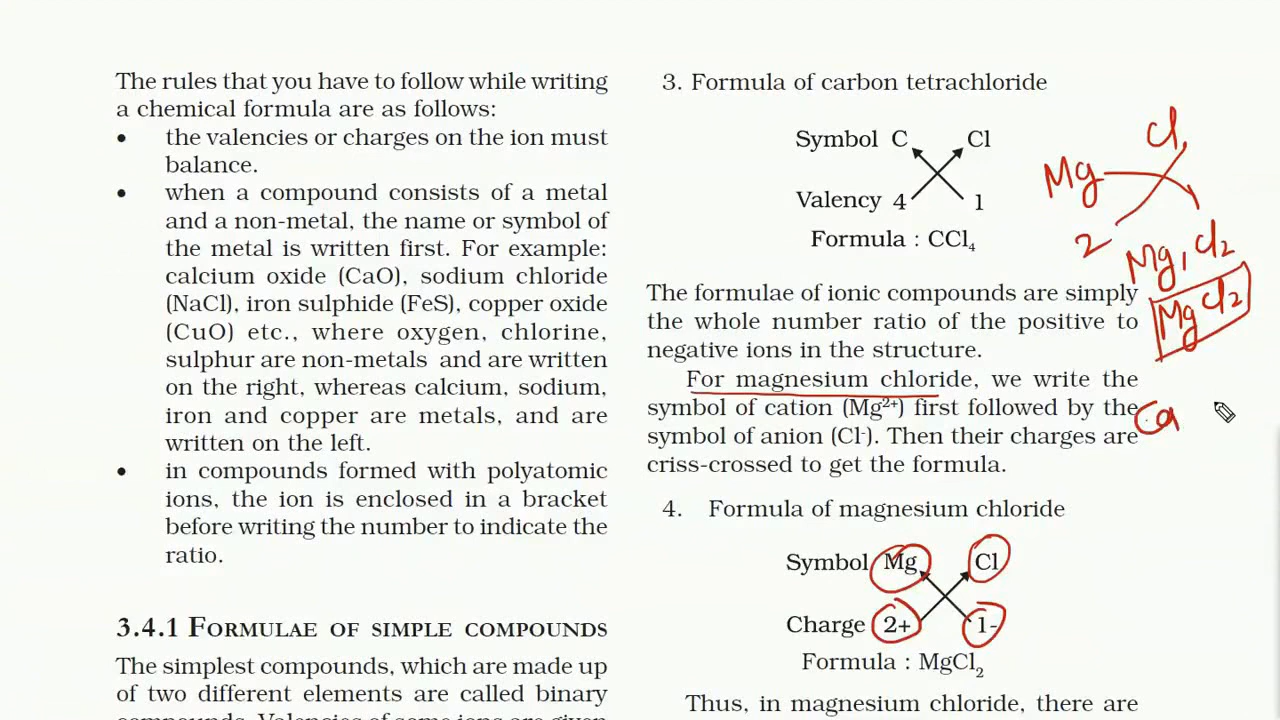 The rules that you have to follow while writing
a chemical formula are as follows:
• the valencies or charges on the ion must
balance.
• when a compound consists of a metal
and a non-metal, the name or symbol of
the metal is written first. For example:
calcium oxide (CaO), sodium chloride
(NaCl), iron sulphide (FeS), copper oxide
(CuO) etc., where oxygen, chlorine,
sulphur are non-metals and are written
on the right, whereas calcium, sodium,
iron and copper are metals, and are
written on the left.
• in compounds formed with polyatomic
ions, the ion is enclosed in a bracket
before writing the number to indicate the
ratio.
3.4.1 FORMULAE OF SIMPLE COMPOUNDS
The simplest compounds, which are made up
of two different elements are called binary
compounds. Valencies of some ions are given
3. Formula of carbon tetrachloride
Symbol C Cl
Valency 4 1
Formula : CCl₄
The formulae of ionic compounds are simply
the whole number ratio of the positive to
negative ions in the structure.
For magnesium chloride, we write the
symbol of cation (Mg²⁺) first followed by the
symbol of anion (Cl⁻). Then their charges are
criss-crossed to get the formula.
4. Formula of magnesium chloride
Symbol Mg Cl
Charge 2+ 1-
Formula : MgCl₂
Thus, in magnesium chloride, there are
Mg Cl
2
Mg₁ Cl₂
MgCl₂
Ca